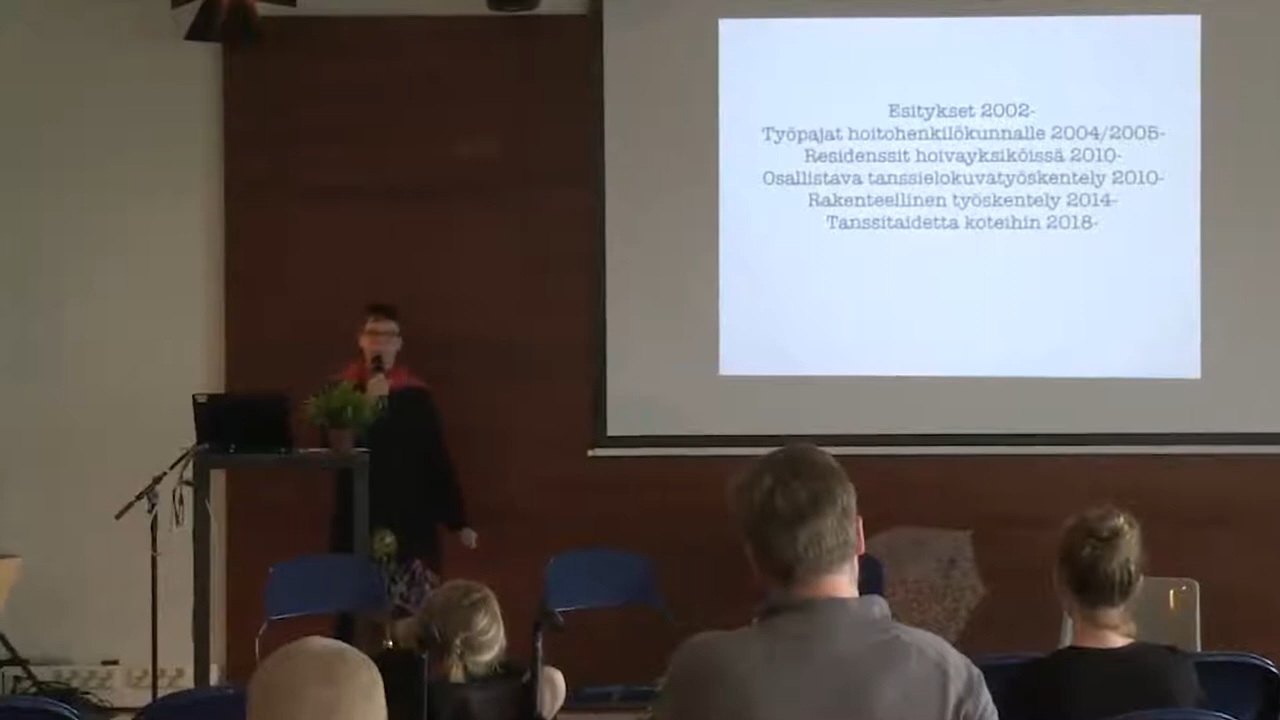 Esitykset 2002-
Työpajat hoitohenkilökunnalle 2004/2005-
Residenssit hoivayksiköissä 2010-
Osallistava tanssielokuvatyöskentely 2010-
Rakenteellinen työskentely 2014-
Tanssitaidetta koteihin 2018-